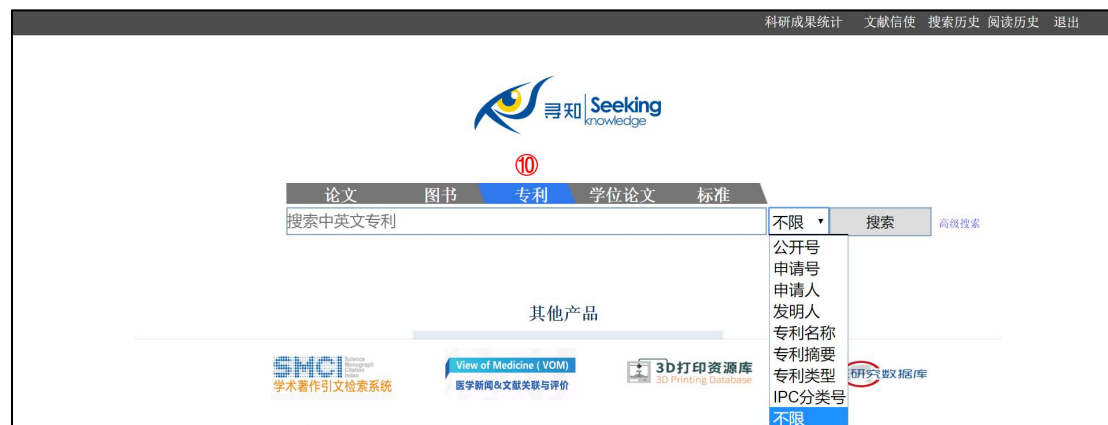 科研成果统计 文献信使 搜索历史 阅读历史 退出
寻知 Seeking
knowledge
⑩
论文 图书 专利 学位论文 标准
搜索中英文专利 不限 搜索 高级搜索
公开号
申请号
申请人
发明人
专利名称
专利摘要
专利类型
IPC分类号
不限
其他产品
SMCI Science Monograph Citation Index
学术著作引文检索系统
View of Medicine ( VOM)
医学新闻&文献关联与评价
3D打印资源库
3D Printing Database
研究数据库